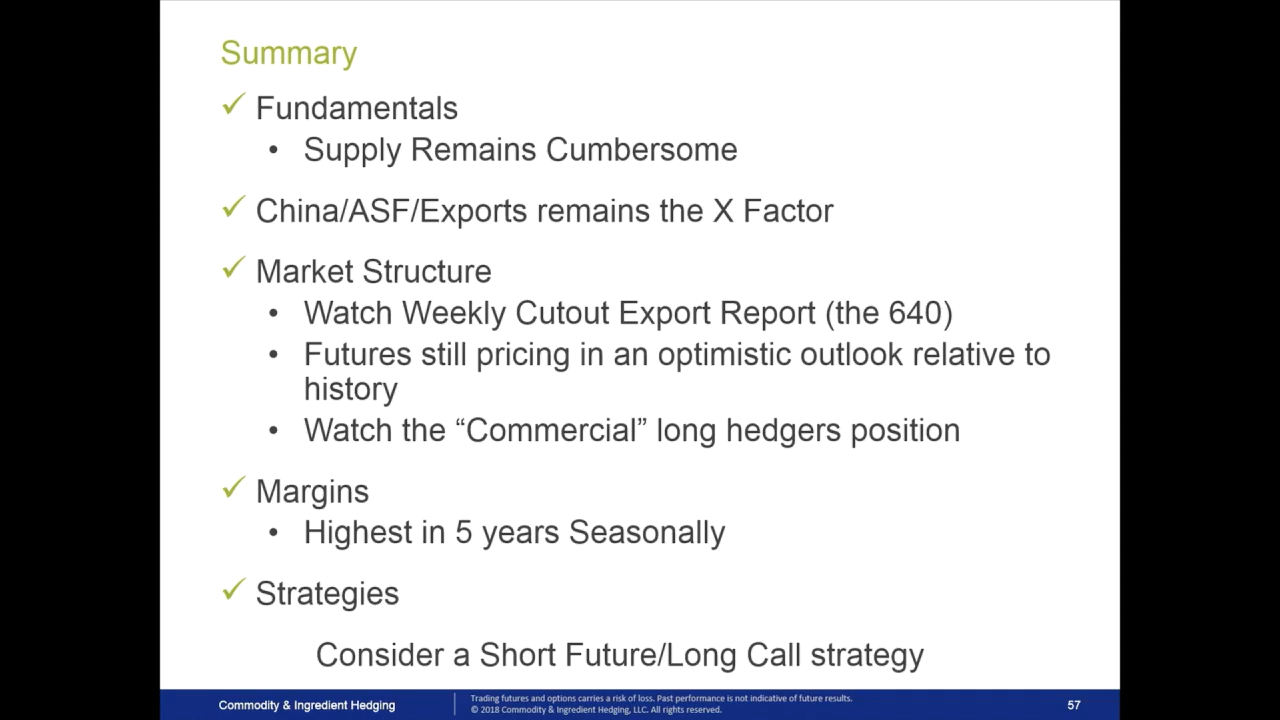 Summary
✓ Fundamentals
• Supply Remains Cumbersome
✓ China/ASF/Exports remains the X Factor
✓ Market Structure
• Watch Weekly Cutout Export Report (the 640)
• Futures still pricing in an optimistic outlook relative to
history
• Watch the “Commercial” long hedgers position
✓ Margins
• Highest in 5 years Seasonally
✓ Strategies
Consider a Short Future/Long Call strategy
Commodity & Ingredient Hedging
Trading futures and options carries a risk of loss. Past performance is not indicative of future results.
© 2018 Commodity & Ingredient Hedging, LLC. All rights reserved.
57